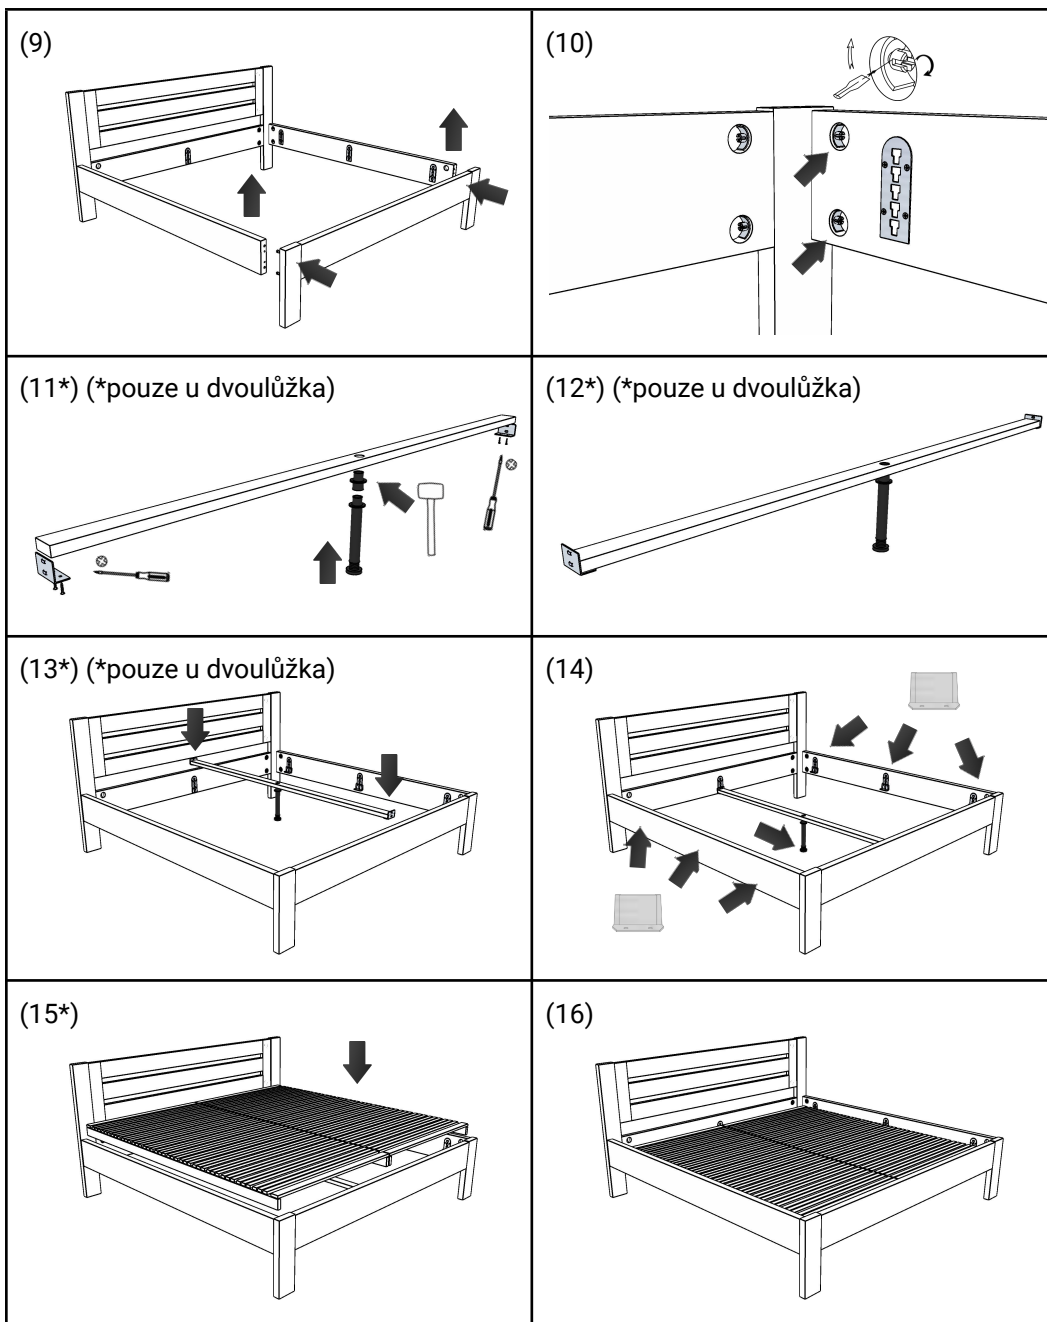 (9)
(10)
(11*) (*pouze u dvoulůžka)
(12*) (*pouze u dvoulůžka)
(13*) (*pouze u dvoulůžka)
(14)
(15*)
(16)